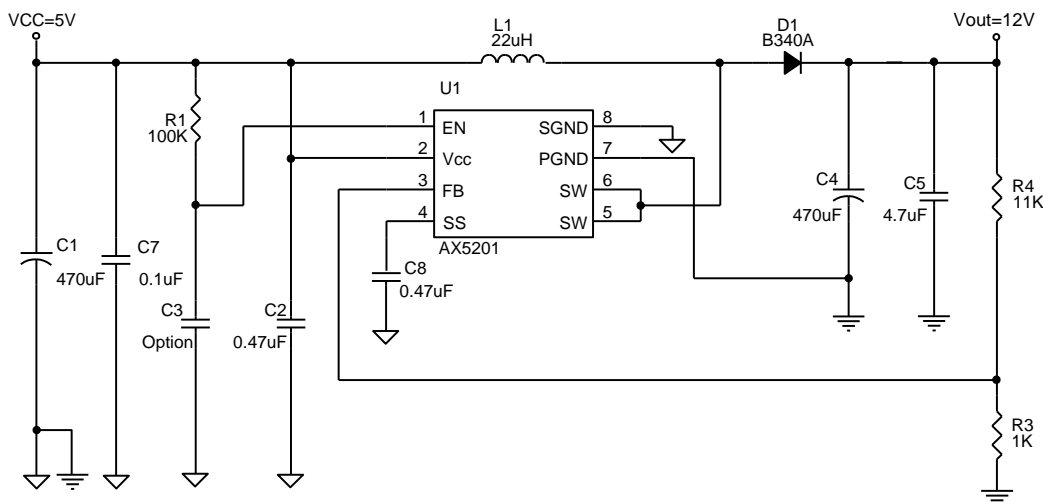 VCC=5V
L1
22uH
D1
B340A
Vout=12V
U1
R1
100K
1
EN
2
Vcc
3
FB
4
SS
SGND
8
PGND
7
SW
6
SW
5
AX5201
C4
470uF
C5
4.7uF
R4
11K
C1
470uF
C7
0.1uF
C8
0.47uF
C3
Option
C2
0.47uF
R3
1K